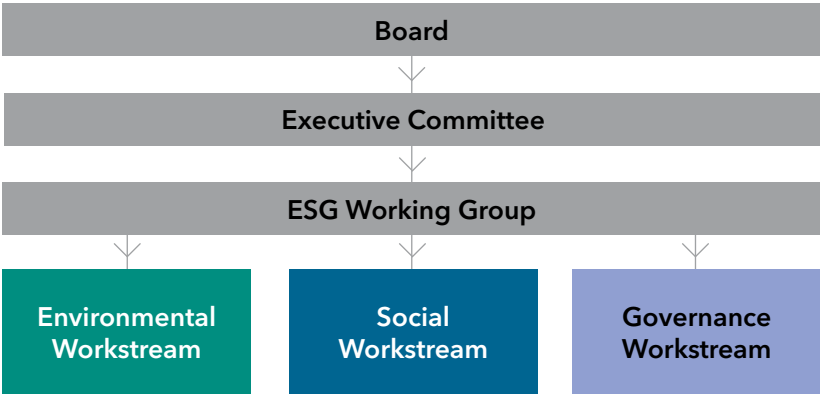 Board
Executive Committee
ESG Working Group
Environmental
Workstream
Social
Workstream
Governance
Workstream